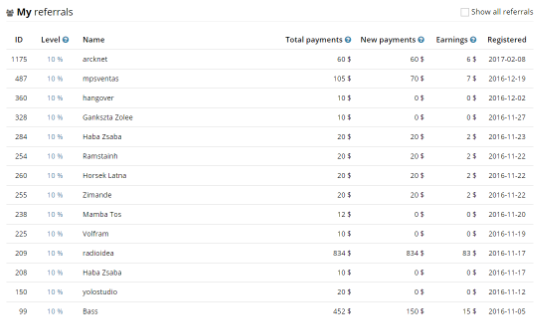 My referrals
Show all referrals
ID Level Name Total payments New payments Earnings Registered
1175 10 % arcknet 60 $ 60 $ 6 $ 2017-02-08
487 10 % mpsventas 105 $ 70 $ 7 $ 2016-12-19
360 10 % hangover 10 $ 0 $ 0 $ 2016-12-02
328 10 % Gankszta Zolee 10 $ 0 $ 0 $ 2016-11-27
284 10 % Haba Zsaba 20 $ 20 $ 2 $ 2016-11-23
254 10 % Ramstainh 20 $ 20 $ 2 $ 2016-11-22
260 10 % Horsek Latna 20 $ 20 $ 2 $ 2016-11-22
255 10 % Zimande 20 $ 20 $ 2 $ 2016-11-22
238 10 % Mamba Tos 12 $ 0 $ 0 $ 2016-11-20
225 10 % Volfram 10 $ 0 $ 0 $ 2016-11-19
209 10 % radioidea 834 $ 834 $ 83 $ 2016-11-17
208 10 % Haba Zsaba 10 $ 0 $ 0 $ 2016-11-17
150 10 % yolostudio 20 $ 0 $ 0 $ 2016-11-12
99 10 % Bass 452 $ 150 $ 15 $ 2016-11-05